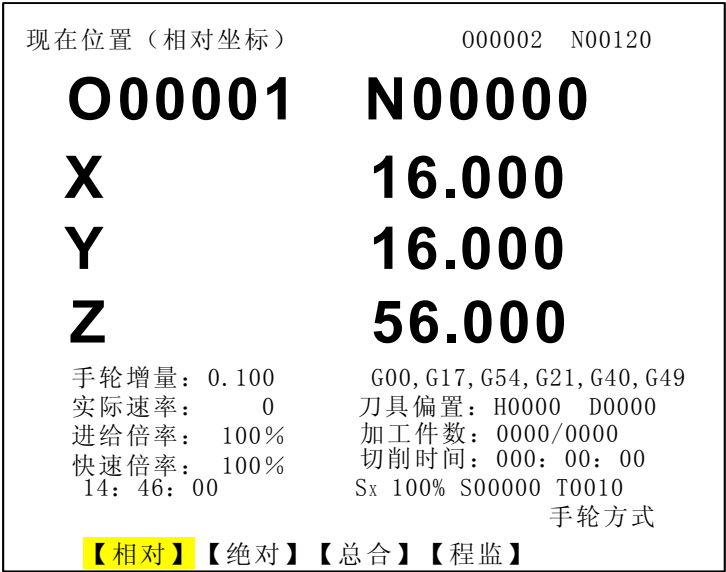 现在位置（相对坐标） O00002 N00120
O00001 N00000
X 16.000
Y 16.000
Z 56.000
手轮增量：0.100 G00,G17,G54,G21,G40,G49
实际速率： 0 刀具偏置：H0000 D0000
进给倍率： 100% 加工件数：0000/0000
快速倍率： 100% 切削时间：000：00：00
14：46：00 Sx 100% S00000 T0010
手轮方式
【相对】【绝对】【总合】【程监】